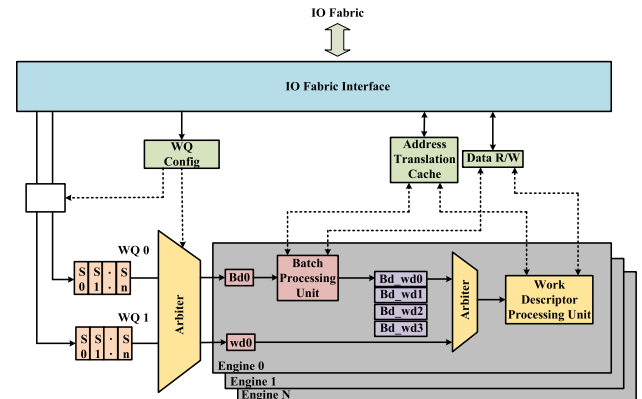 IO Fabric
IO Fabric Interface
WQ
Config
Address
Translation
Cache
Data R/W
WQ 0
S 0 S 1 . . S n
WQ 1
S 0 S 1 . . S n
Arbiter
Bd0
Batch
Processing
Unit
Bd_wd0
Bd_wd1
Bd_wd2
Bd_wd3
Arbiter
Work
Descriptor
Processing Unit
wd0
Engine 0
Engine 1
Engine N